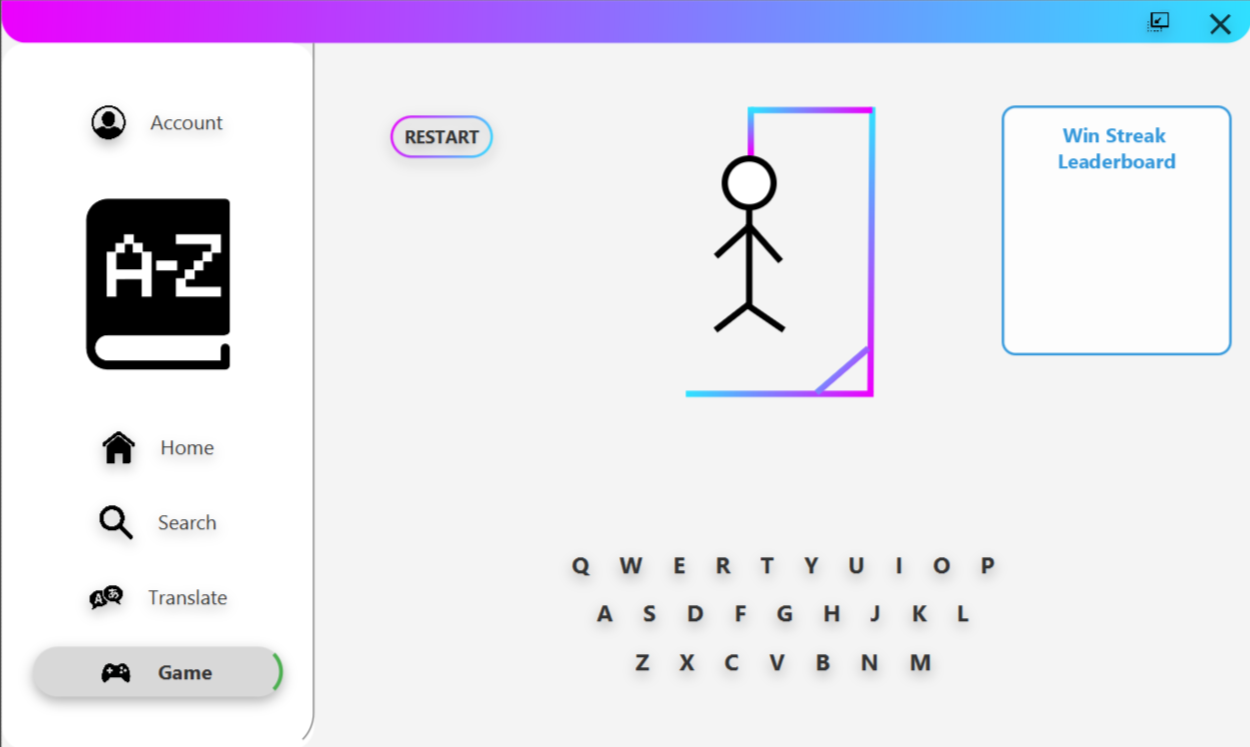 Account
A-Z
Home
Search
Translate
Game
RESTART
Win Streak
Leaderboard
Q W E R T Y U I O P
A S D F G H J K L
Z X C V B N M